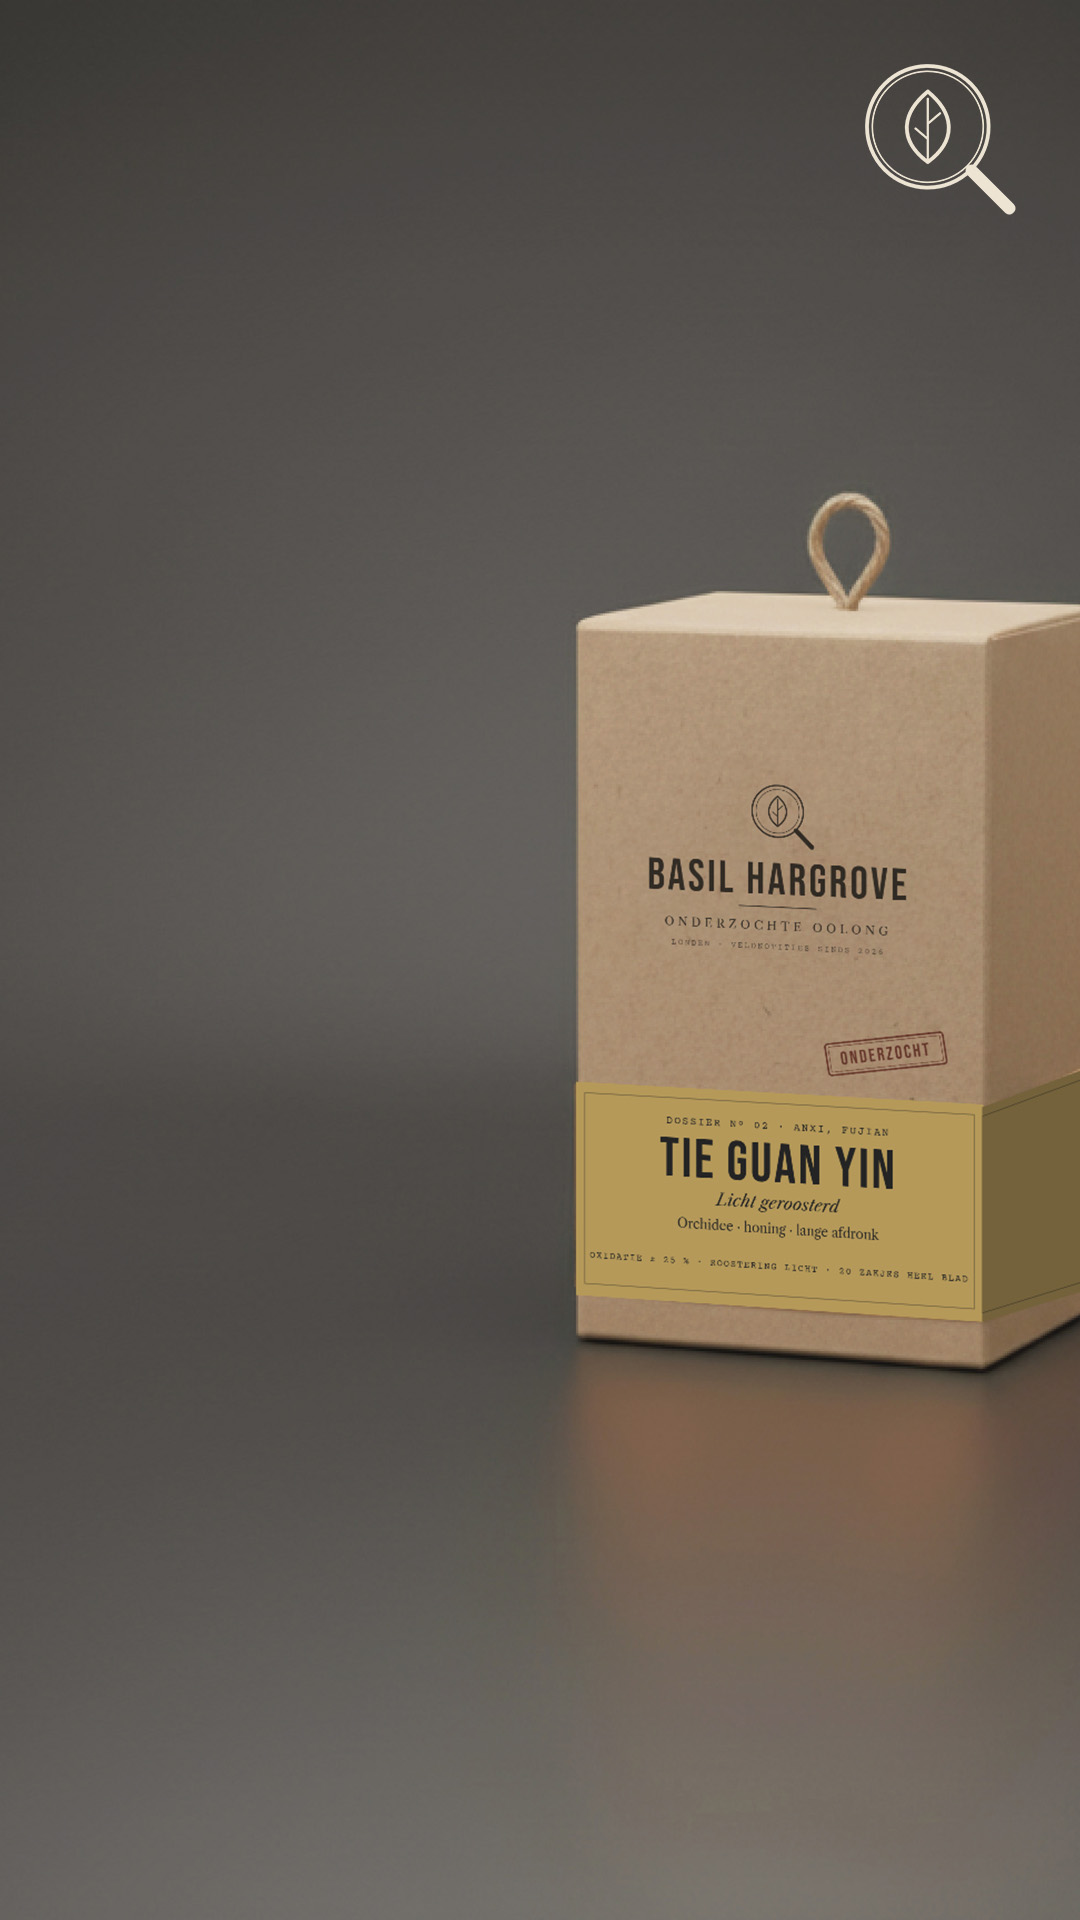 BASIL HARGROVE
ONDERZOCHTE OOLONG
ONDERZOCHT
DOSSIER Nº 02 · ANXI, FUJIAN
TIE GUAN YIN
Licht geroosterd
Orchidee · honing · lange afdronk
OXIDATIE ± 25 % · ROOSTERING LICHT · 20 ZAKJES HEEL BLAD